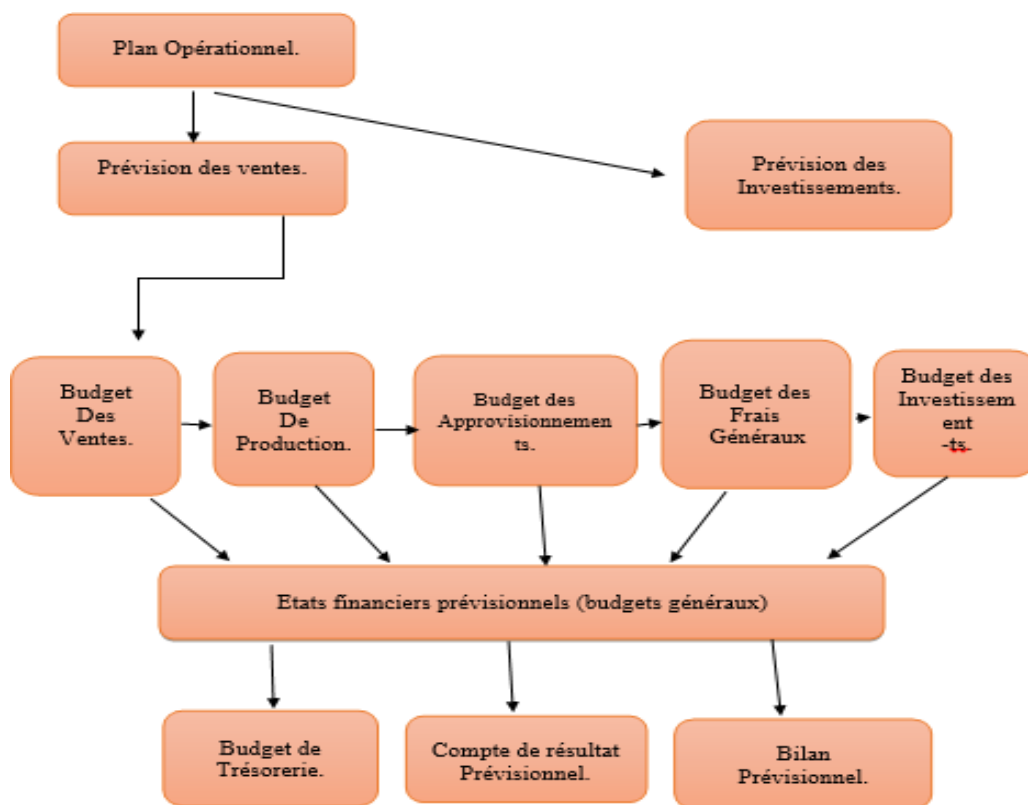 Plan Opérationnel.
Prévision des ventes.
Prévision des
Investissements.
Budget
Des
Ventes.
Budget
De
Production.
Budget des
Approvisionnemen
ts.
Budget des
Frais
Généraux
Budget des
Investissem
ent
-ts.
Etats financiers prévisionnels (budgets généraux)
Budget de
Trésorerie.
Compte de résultat
Prévisionnel.
Bilan
Prévisionnel.